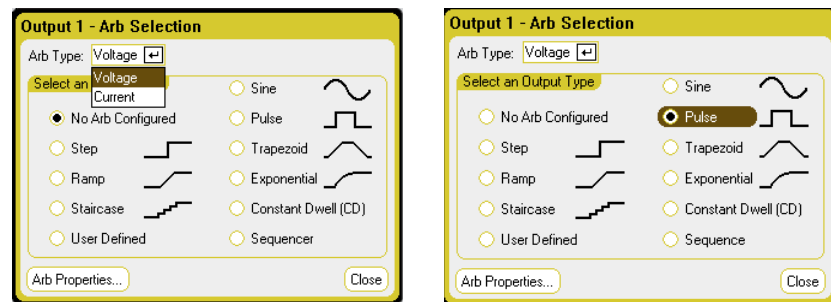 Output 1 - Arb Selection
Arb Type: Voltage
Voltage
Current
Select an
No Arb Configured
Step
Ramp
Staircase
User Defined
Sine
Pulse
Trapezoid
Exponential
Constant Dwell (CD)
Sequencer
Arb Properties...
Close
Output 1 - Arb Selection
Arb Type: Voltage
Select an Output Type
No Arb Configured
Step
Ramp
Staircase
User Defined
Sine
Pulse
Trapezoid
Exponential
Constant Dwell (CD)
Sequence
Arb Properties...
Close